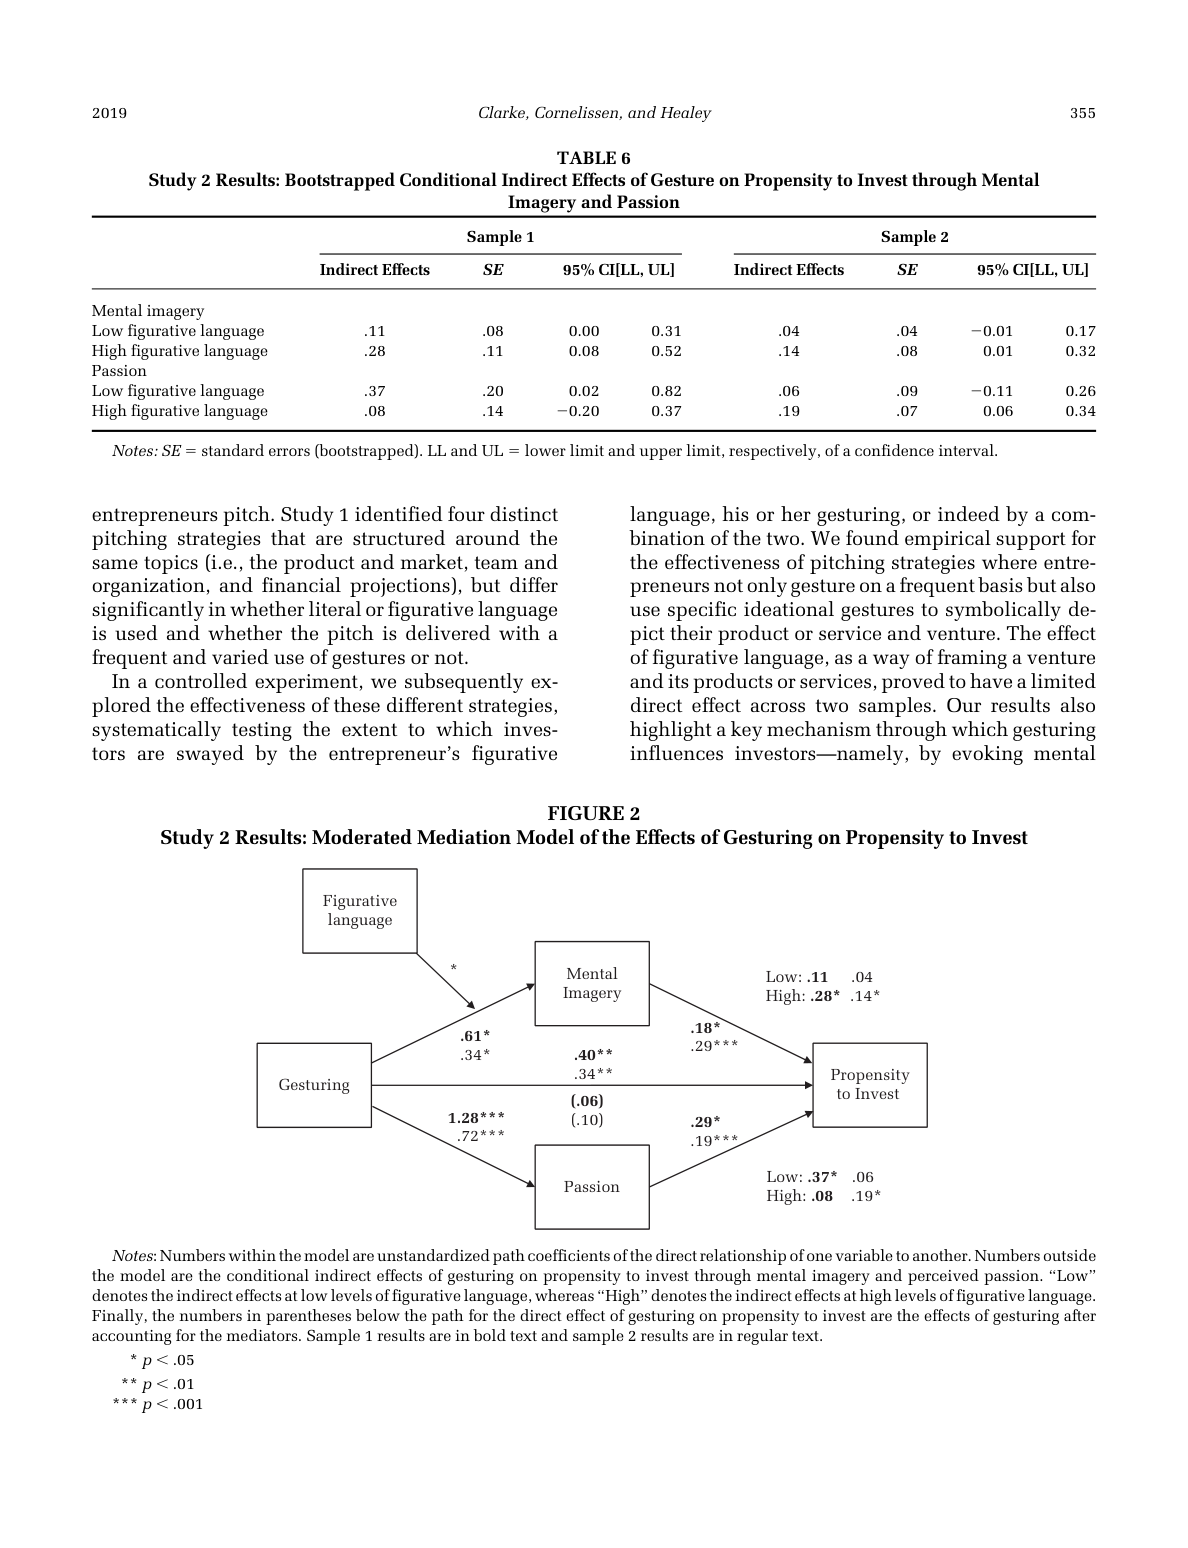 2019 Clarke, Cornelissen, and Healey 355
TABLE 6
Study 2 Results: Bootstrapped Conditional Indirect Effects of Gesture on Propensity to Invest through Mental
Imagery and Passion
Sample 1 Sample 2
Indirect Effects SE 95% CI[LL, UL] Indirect Effects SE 95% CI[LL, UL]
Mental imagery
Low figurative language .11 .08 0.00 0.31 .04 .04 −0.01 0.17
High figurative language .28 .11 0.08 0.52 .14 .08 0.01 0.32
Passion
Low figurative language .37 .20 0.02 0.82 .06 .09 −0.11 0.26
High figurative language .08 .14 −0.20 0.37 .19 .07 0.06 0.34
Notes: SE = standard errors (bootstrapped). LL and UL = lower limit and upper limit, respectively, of a confidence interval.
entrepreneurs pitch. Study 1 identified four distinct
pitching strategies that are structured around the
same topics (i.e., the product and market, team and
organization, and financial projections), but differ
significantly in whether literal or figurative language
is used and whether the pitch is delivered with a
frequent and varied use of gestures or not.
In a controlled experiment, we subsequently ex-
plored the effectiveness of these different strategies,
systematically testing the extent to which inves-
tors are swayed by the entrepreneur's figurative
language, his or her gesturing, or indeed by a com-
bination of the two. We found empirical support for
the effectiveness of pitching strategies where entre-
preneurs not only gesture on a frequent basis but also
use specific ideational gestures to symbolically de-
pict their product or service and venture. The effect
of figurative language, as a way of framing a venture
and its products or services, proved to have a limited
direct effect across two samples. Our results also
highlight a key mechanism through which gesturing
influences investors—namely, by evoking mental
FIGURE 2
Study 2 Results: Moderated Mediation Model of the Effects of Gesturing on Propensity to Invest
Figurative
language
*
Mental
Imagery
Low: .11 .04
High: .28* .14*
.61*
.34*
.18*
.29***
.40**
.34**
Gesturing
Propensity
to Invest
(.06)
(.10)
1.28***
.72***
.29*
.19***
Passion
Low: .37* .06
High: .08 .19*
Notes: Numbers within the model are unstandardized path coefficients of the direct relationship of one variable to another. Numbers outside
the model are the conditional indirect effects of gesturing on propensity to invest through mental imagery and perceived passion. “Low”
denotes the indirect effects at low levels of figurative language, whereas “High” denotes the indirect effects at high levels of figurative language.
Finally, the numbers in parentheses below the path for the direct effect of gesturing on propensity to invest are the effects of gesturing after
accounting for the mediators. Sample 1 results are in bold text and sample 2 results are in regular text.
* p < .05
** p < .01
*** p < .001